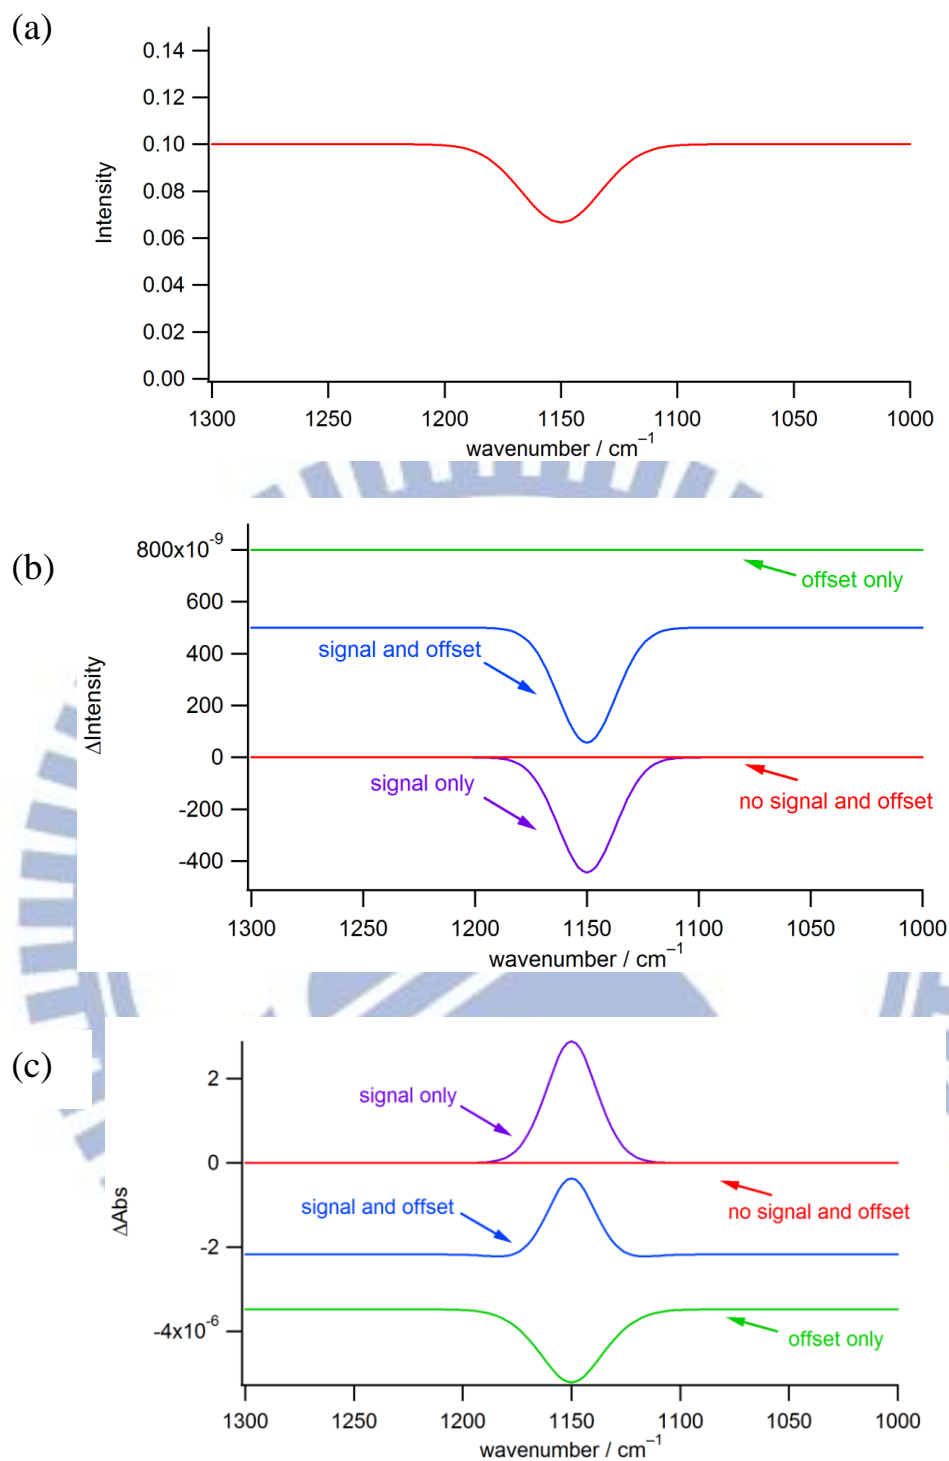 (a)
0.14
0.12
0.10
0.08
0.06
0.04
0.02
0.00
Intensity
1300 1250 1200 1150 1100 1050 1000
wavenumber / cm⁻¹
(b)
800x10⁻⁹
600
400
200
0
-200
-400
ΔIntensity
offset only
signal and offset
signal only
no signal and offset
1300 1250 1200 1150 1100 1050 1000
wavenumber / cm⁻¹
(c)
2
0
-2
-4x10⁻⁶
ΔAbs
signal only
signal and offset
no signal and offset
offset only
1300 1250 1200 1150 1100 1050 1000
wavenumber / cm⁻¹